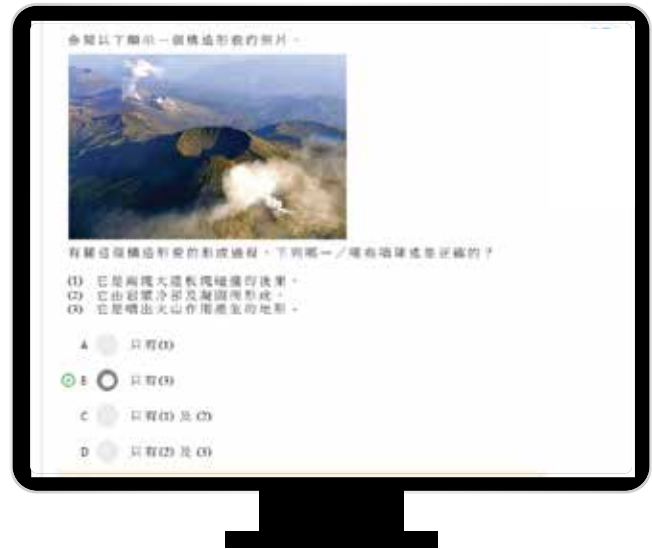 參閱以下顯示一個構造形貌的照片。
有關這個構造形貌的形成過程，下列哪一／哪些項陳述是正確的？
(1) 它是兩塊大陸板塊碰撞的後果。
(2) 它由岩漿冷卻及凝固而形成。
(3) 它是噴出火山作用產生的地形。
A 只有(1)
B 只有(3)
C 只有(1) 及 (2)
D 只有(2) 及 (3)